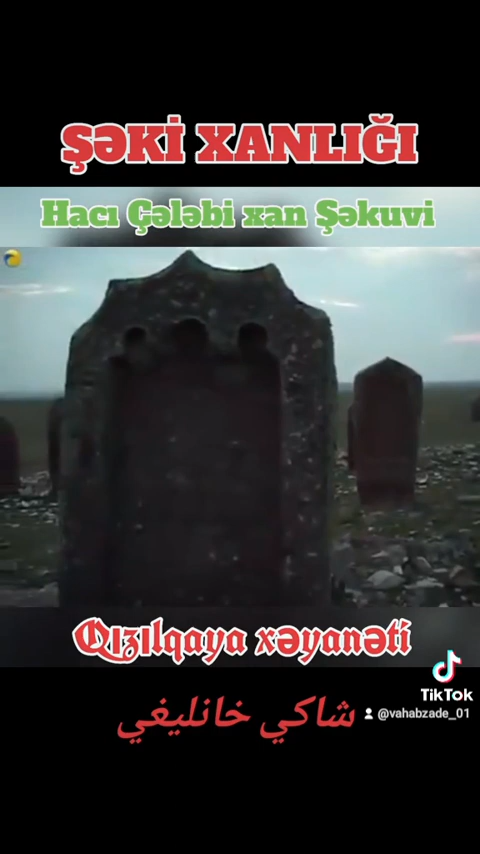 ŞƏKİ XANLIĞI
Hacı Çələbi xan Şəkuvi
Qızılqaya xəyanəti
TikTok
شاكي خانليغي
@vahabzade_01